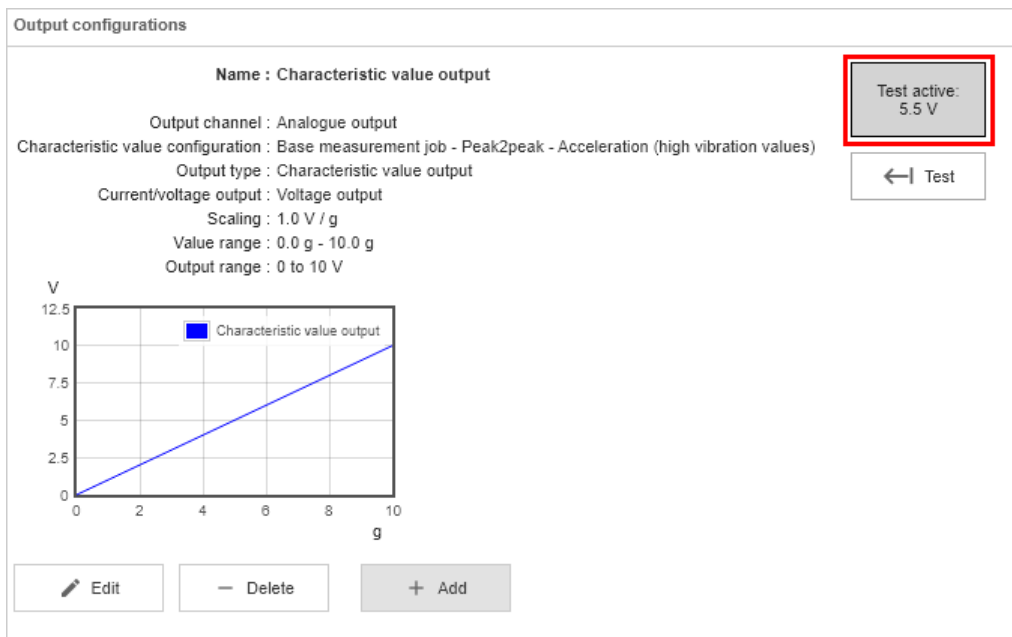 Output configurations
Name : Characteristic value output
Test active:
5.5 V
Output channel : Analogue output
Characteristic value configuration : Base measurement job - Peak2peak - Acceleration (high vibration values)
Output type : Characteristic value output
Test
Current/voltage output : Voltage output
Scaling : 1.0 V / g
Value range : 0.0 g - 10.0 g
Output range : 0 to 10 V
V
12.5
Characteristic value output
10
7.5
5
2.5
0
0 2 4 6 8 10
g
Edit
Delete
Add